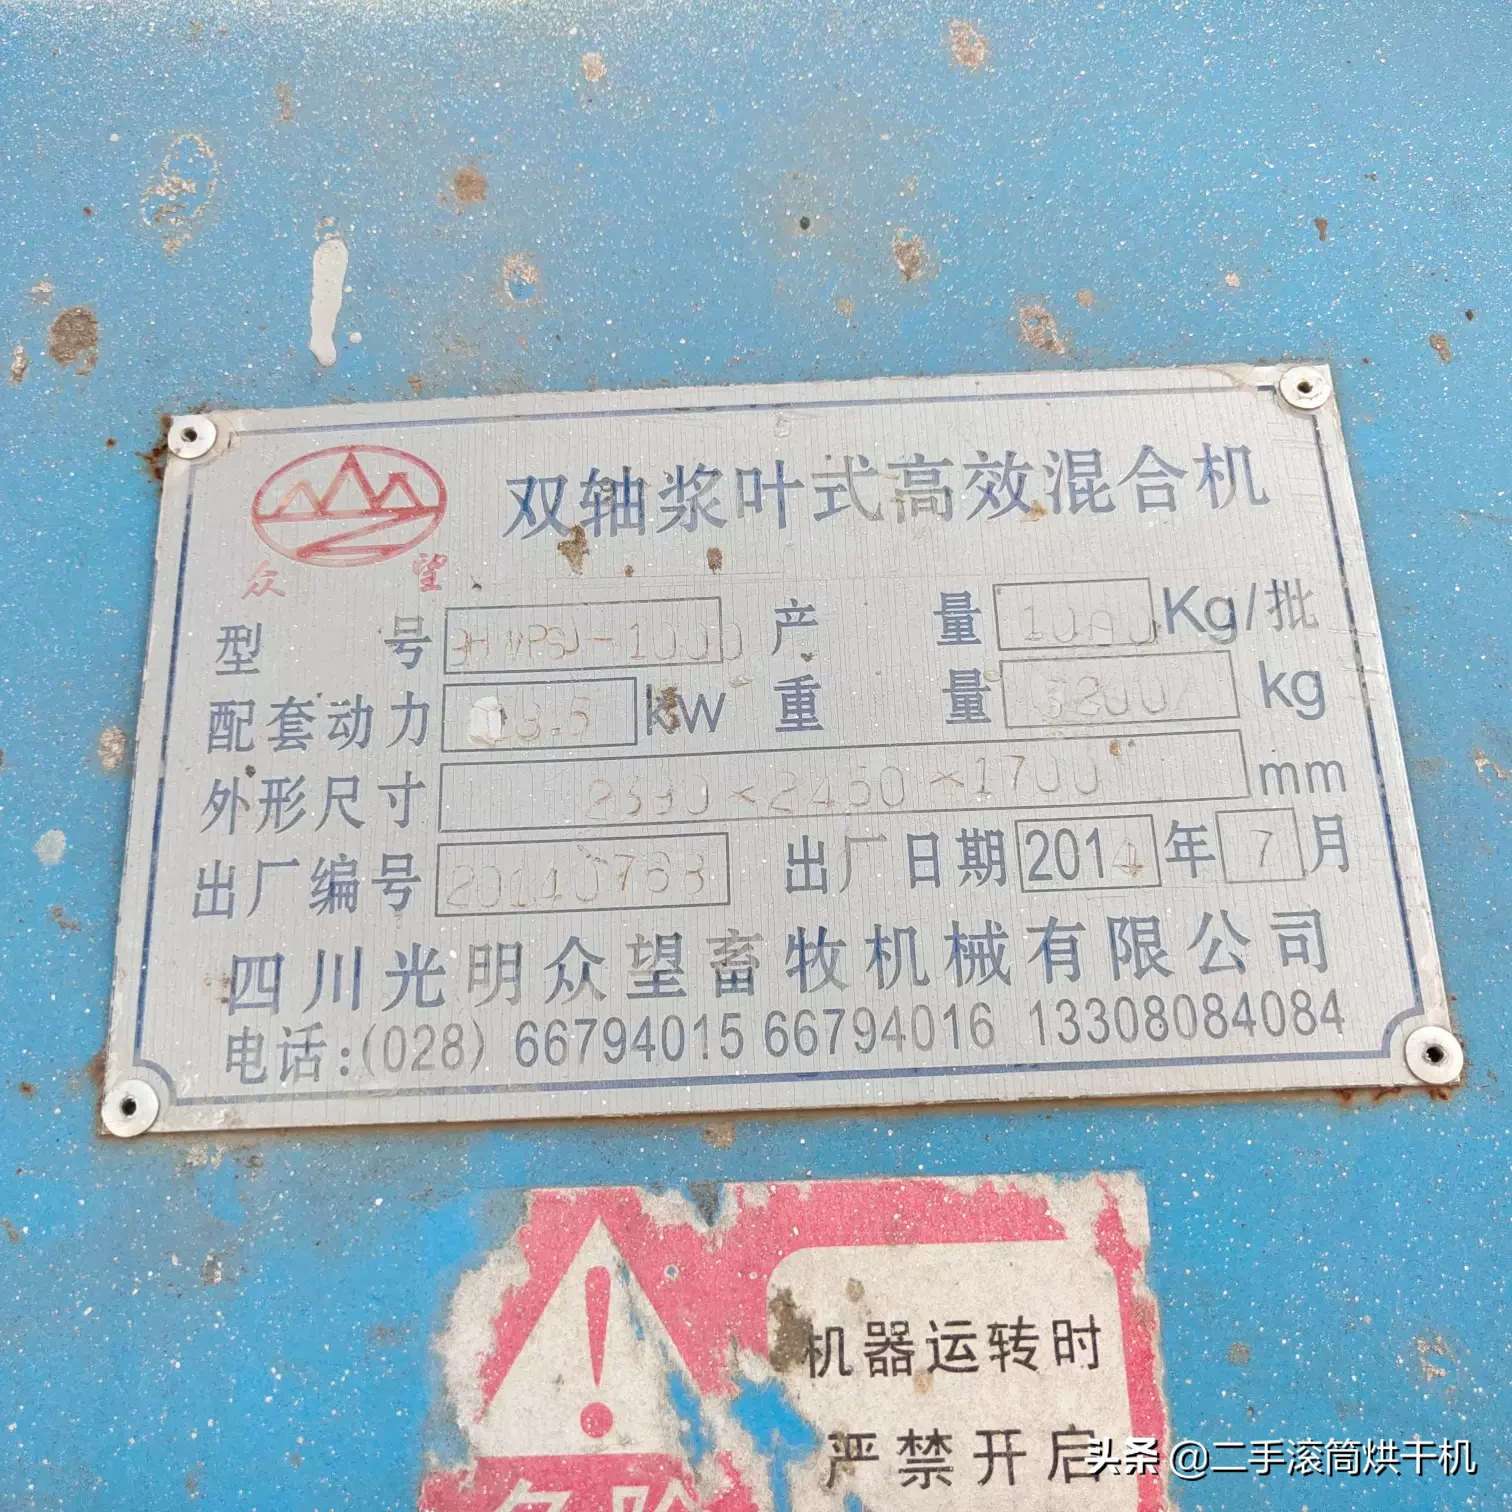 众 望
双轴浆叶式高效混合机
型 号 产 量 Kg/批
配套动力 kw 重 量 3200 kg
外形尺寸 mm
出厂编号 出厂日期 2014 年 7 月
四川光明众望畜牧机械有限公司
电话:(028) 66794015 66794016 13308084084
机器运转时
严禁开启
危险
头条 @二手滚筒烘干机